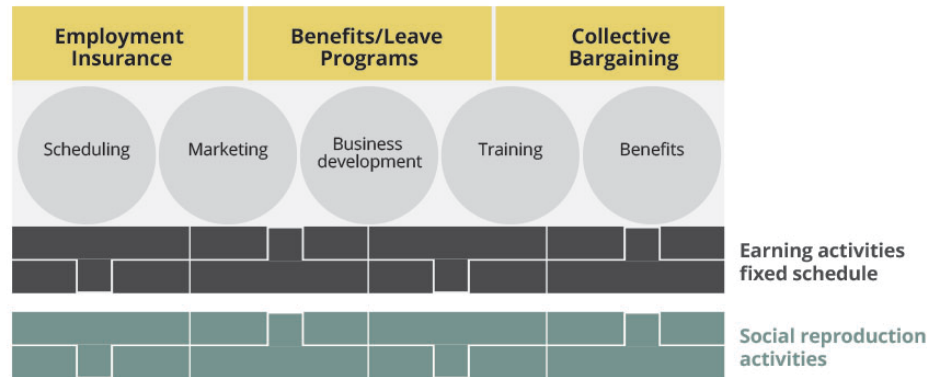 Employment
Insurance
Benefits/Leave
Programs
Collective
Bargaining
Scheduling
Marketing
Business
development
Training
Benefits
Earning activities
fixed schedule
Social reproduction
activities